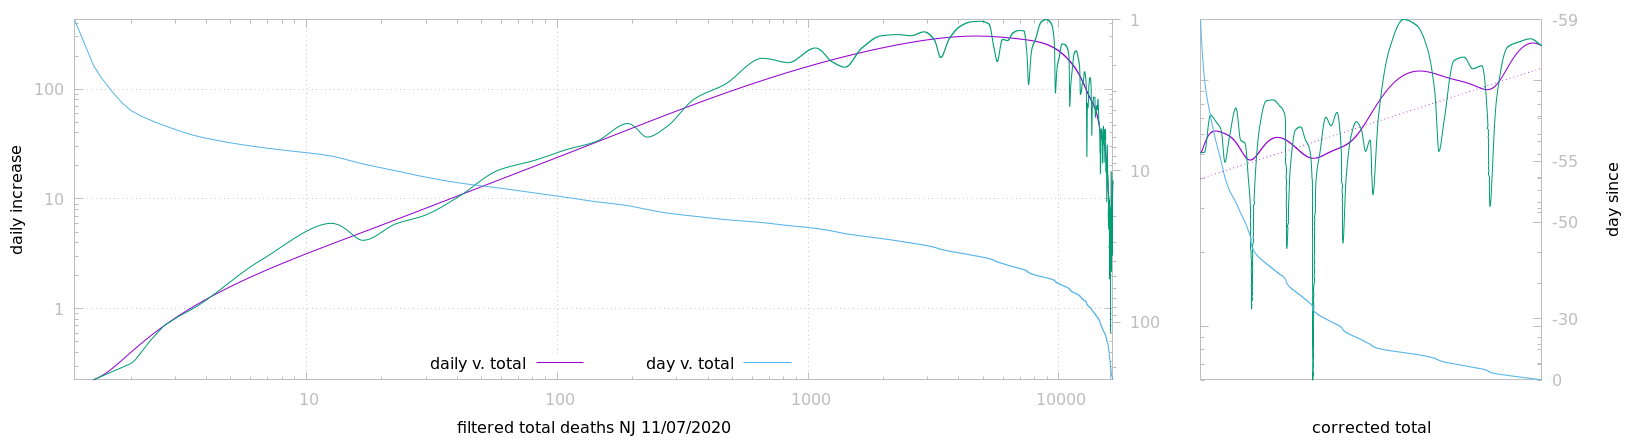 daily increase
100
10
1
daily v. total
day v. total
1
10
100
10
100
1000
10000
filtered total deaths NJ 11/07/2020
-59
-55
-50
-30
0
day since
corrected total